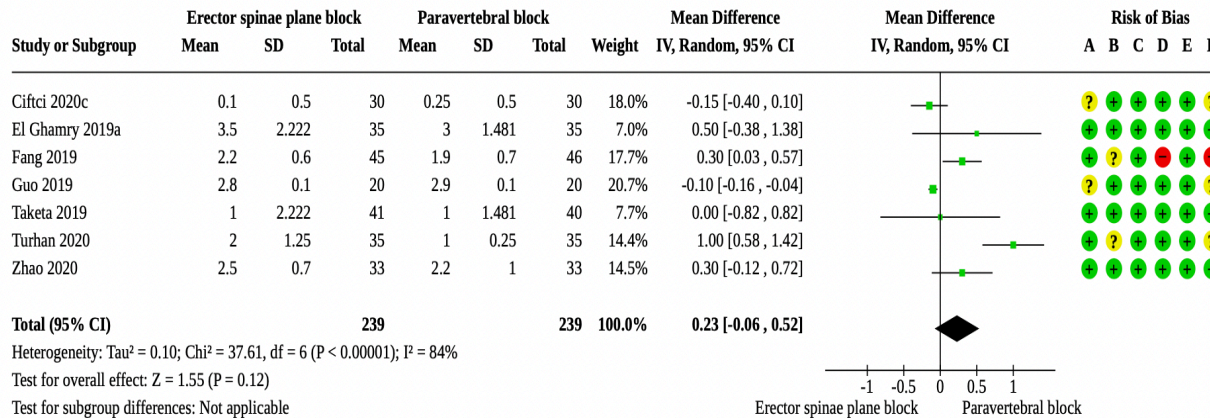 Erector spinae plane block Paravertebral block Mean Difference Mean Difference Risk of Bias
Study or Subgroup Mean SD Total Mean SD Total Weight IV, Random, 95% CI IV, Random, 95% CI A B C D E
Ciftci 2020c 0.1 0.5 30 0.25 0.5 30 18.0% -0.15 [-0.40 , 0.10] ? + + + + ?
El Ghamry 2019a 3.5 2.222 35 3 1.481 35 7.0% 0.50 [-0.38 , 1.38] + + + + + +
Fang 2019 2.2 0.6 45 1.9 0.7 46 17.7% 0.30 [0.03 , 0.57] + ? + − + −
Guo 2019 2.8 0.1 20 2.9 0.1 20 20.7% -0.10 [-0.16 , -0.04] ? + + + + ?
Taketa 2019 1 2.222 41 1 1.481 40 7.7% 0.00 [-0.82 , 0.82] + + + + + +
Turhan 2020 2 1.25 35 1 0.25 35 14.4% 1.00 [0.58 , 1.42] + ? + + + ?
Zhao 2020 2.5 0.7 33 2.2 1 33 14.5% 0.30 [-0.12 , 0.72] + + + + + +
Total (95% CI) 239 239 100.0% 0.23 [-0.06 , 0.52]
Heterogeneity: Tau² = 0.10; Chi² = 37.61, df = 6 (P < 0.00001); I² = 84%
Test for overall effect: Z = 1.55 (P = 0.12)
Test for subgroup differences: Not applicable
-1 -0.5 0 0.5 1
Erector spinae plane block Paravertebral block